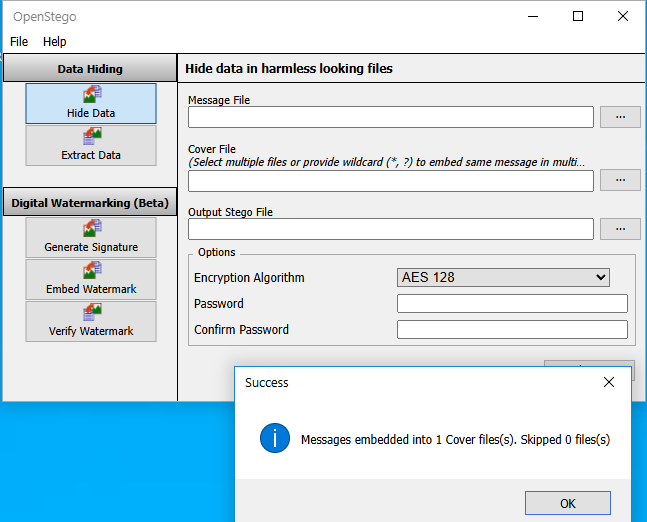 OpenStego
File Help
Data Hiding
Hide Data
Extract Data
Digital Watermarking (Beta)
Generate Signature
Embed Watermark
Verify Watermark
Hide data in harmless looking files
Message File
...
Cover File
(Select multiple files or provide wildcard (*, ?) to embed same message in multi...
...
Output Stego File
...
Options
Encryption Algorithm
AES 128
Password
Confirm Password
Success
Messages embedded into 1 Cover files(s). Skipped 0 files(s)
OK